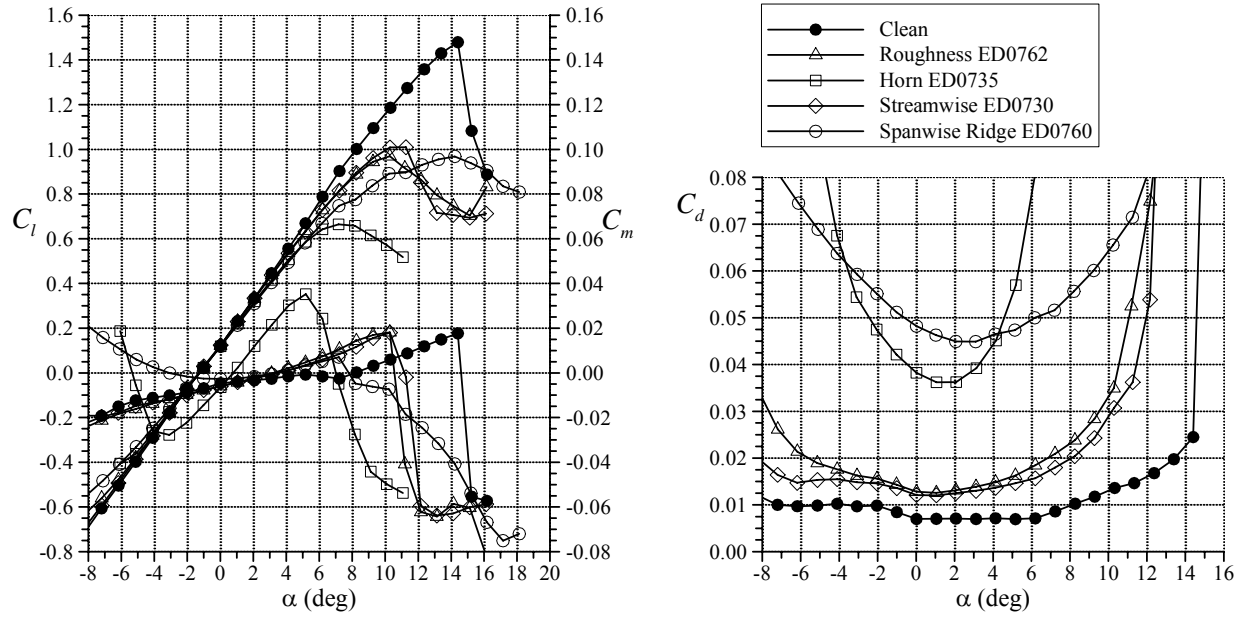 1.6
1.4
1.2
1.0
0.8
0.6
0.4
0.2
0.0
-0.2
-0.4
-0.6
-0.8
C_l
0.16
0.14
0.12
0.10
0.08
0.06
0.04
0.02
0.00
-0.02
-0.04
-0.06
-0.08
C_m
-8 -6 -4 -2 0 2 4 6 8 10 12 14 16 18 20
α (deg)
Clean
Roughness ED0762
Horn ED0735
Streamwise ED0730
Spanwise Ridge ED0760
0.08
0.07
0.06
0.05
0.04
0.03
0.02
0.01
0.00
C_d
-8 -6 -4 -2 0 2 4 6 8 10 12 14 16
α (deg)